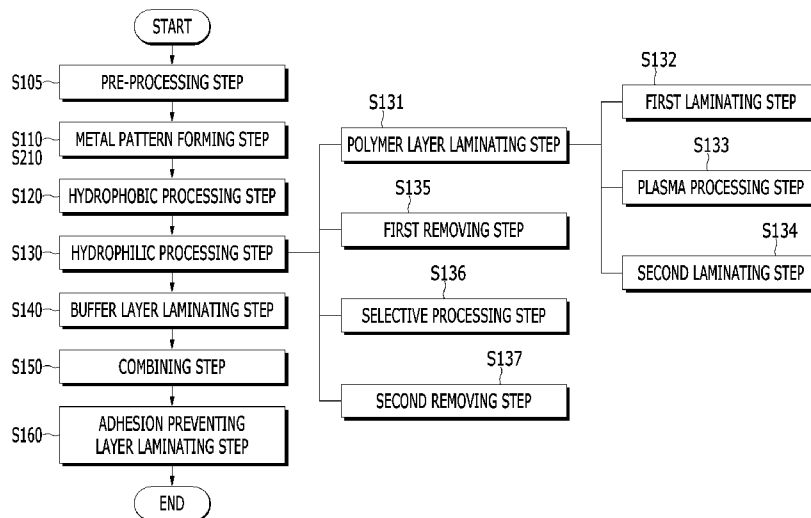 START
S105
PRE-PROCESSING STEP
S110
S210
METAL PATTERN FORMING STEP
S120
HYDROPHOBIC PROCESSING STEP
S130
HYDROPHILIC PROCESSING STEP
S140
BUFFER LAYER LAMINATING STEP
S150
COMBINING STEP
S160
ADHESION PREVENTING
LAYER LAMINATING STEP
END
S131
POLYMER LAYER LAMINATING STEP
S135
FIRST REMOVING STEP
S136
SELECTIVE PROCESSING STEP
S137
SECOND REMOVING STEP
S132
FIRST LAMINATING STEP
S133
PLASMA PROCESSING STEP
S134
SECOND LAMINATING STEP